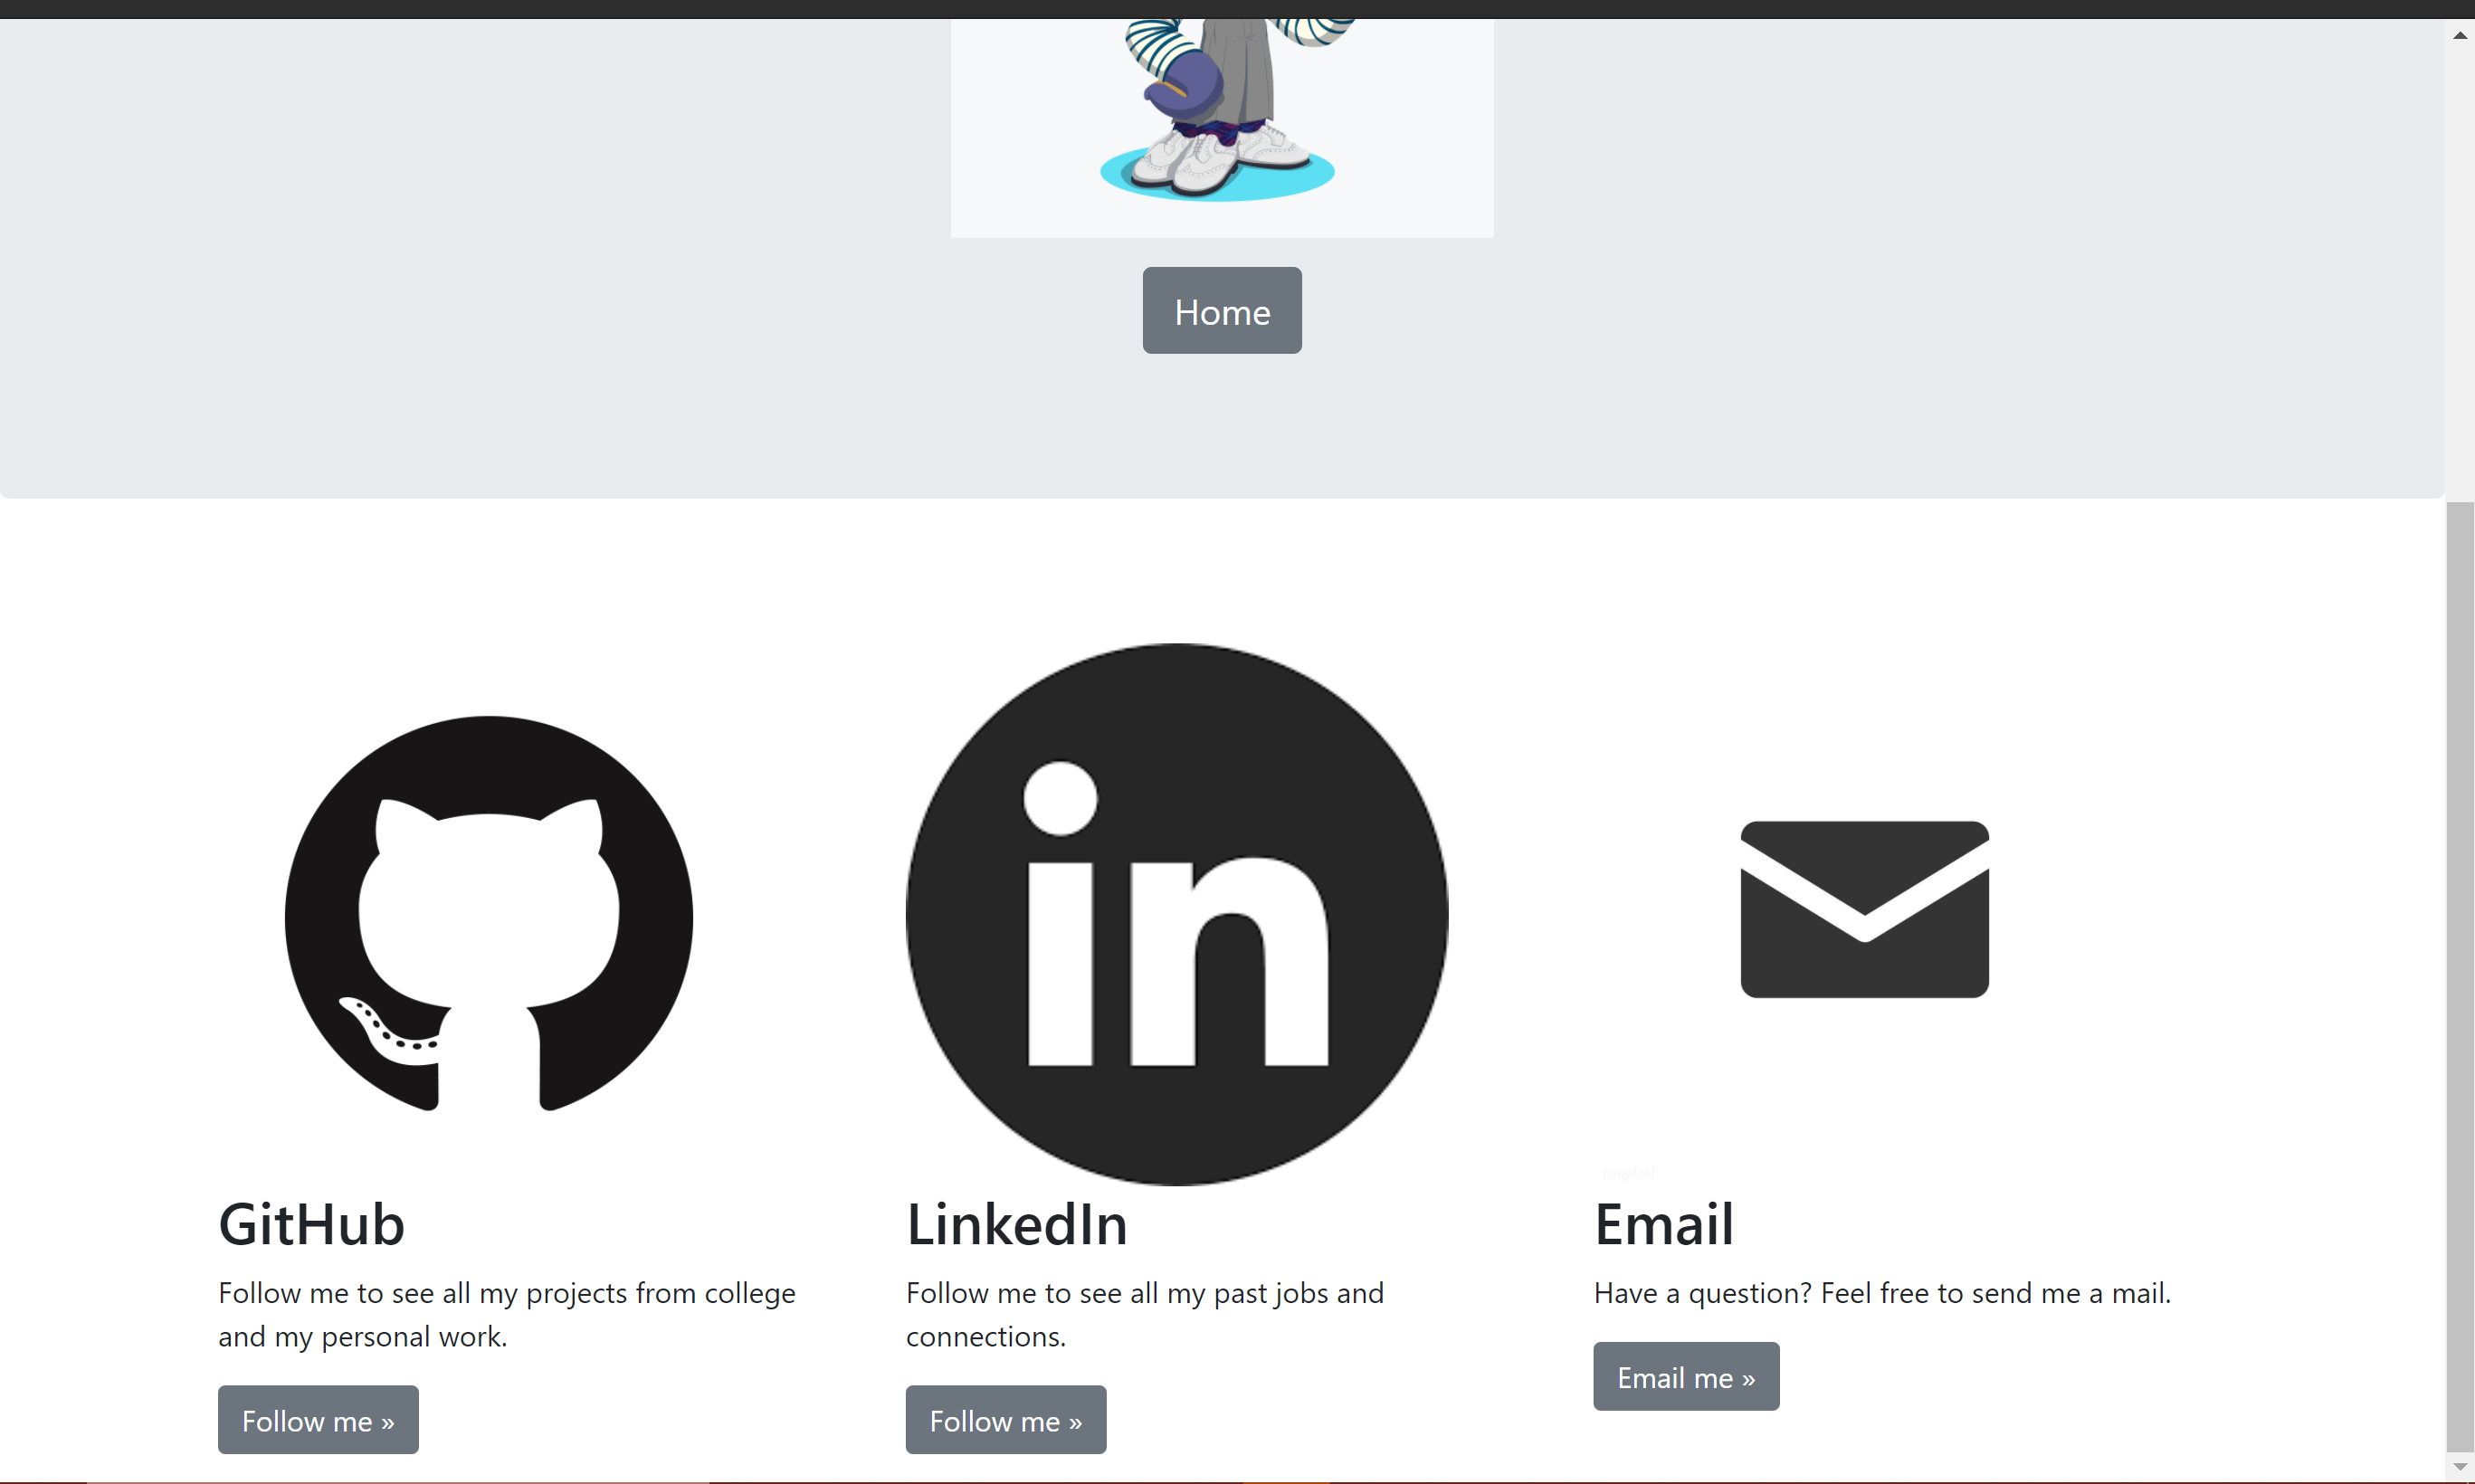 Home
in
GitHub
Follow me to see all my projects from college
and my personal work.
Follow me »
LinkedIn
Follow me to see all my past jobs and
connections.
Follow me »
Email
Have a question? Feel free to send me a mail.
Email me »